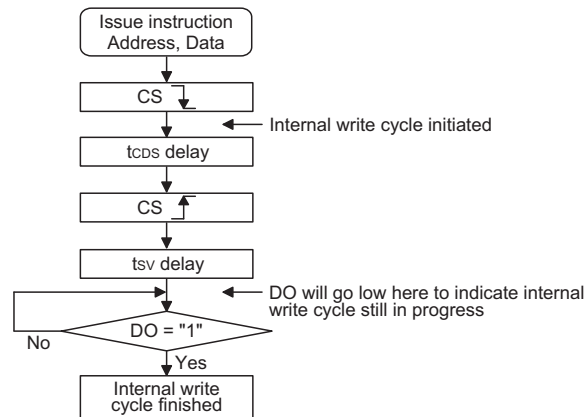 Issue instruction
Address, Data
CS
Internal write cycle initiated
tCDS delay
CS
tSV delay
DO will go low here to indicate internal
write cycle still in progress
DO = "1"
No
Yes
Internal write
cycle finished